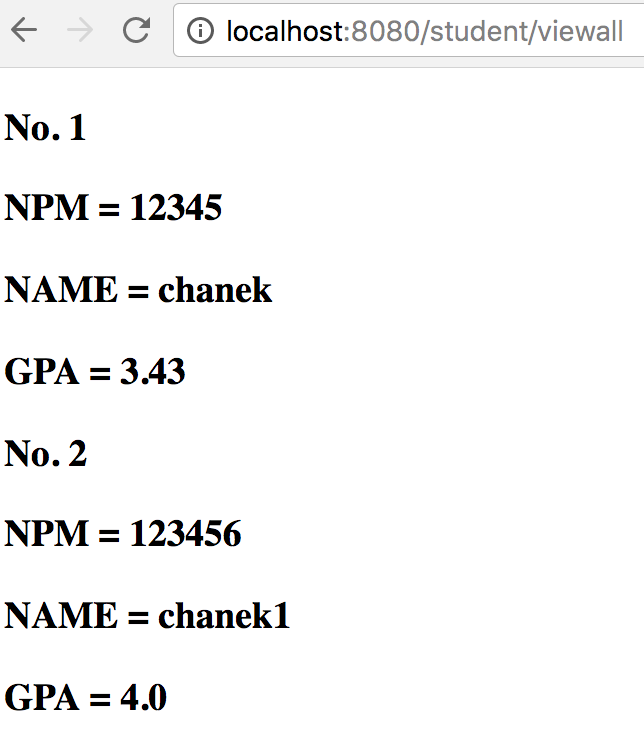 localhost:8080/student/viewall
No. 1
NPM = 12345
NAME = chanek
GPA = 3.43
No. 2
NPM = 123456
NAME = chanek1
GPA = 4.0